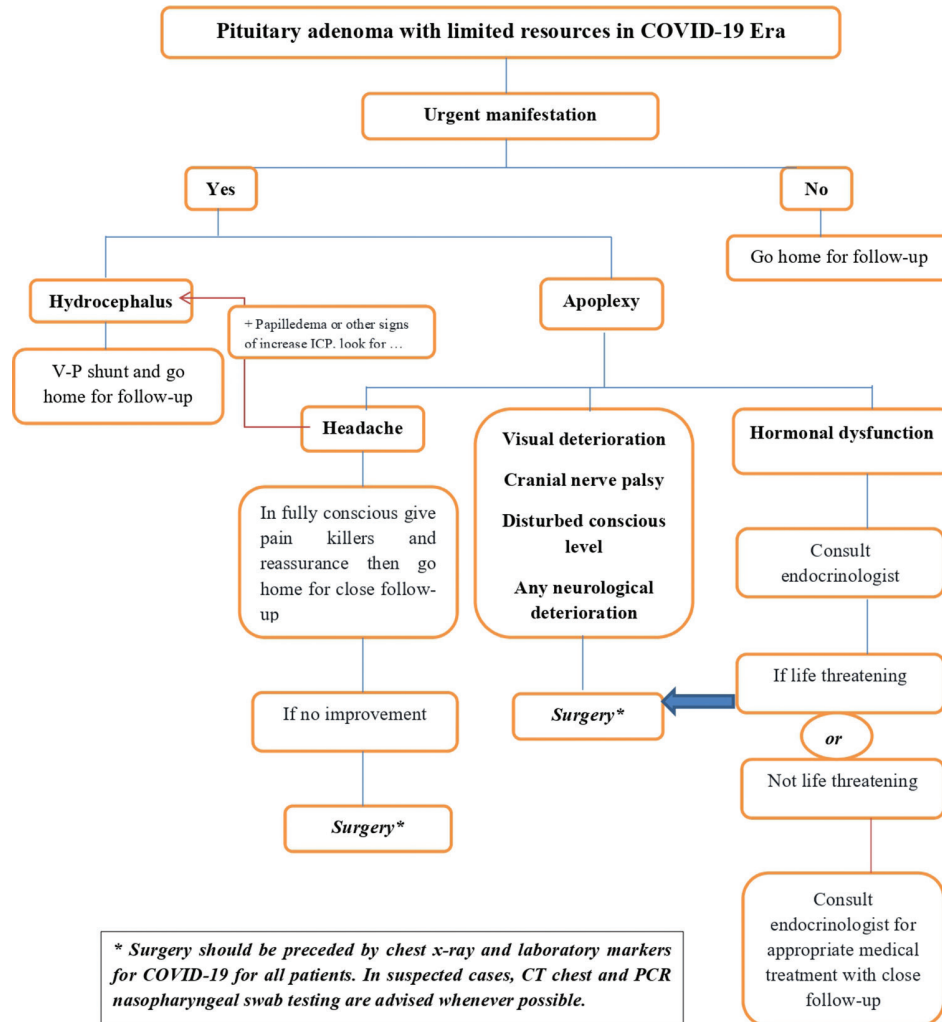 Pituitary adenoma with limited resources in COVID-19 Era
Urgent manifestation
Yes
No
Go home for follow-up
Hydrocephalus
Apoplexy
+ Papilledema or other signs
of increase ICP. look for …
V-P shunt and go
home for follow-up
Headache
Visual deterioration
Cranial nerve palsy
Disturbed conscious
level
Any neurological
deterioration
Hormonal dysfunction
In fully conscious give
pain killers and
reassurance then go
home for close follow-
up
Consult
endocrinologist
If no improvement
Surgery*
If life threatening
or
Not life threatening
Surgery*
Consult
endocrinologist for
appropriate medical
treatment with close
follow-up
* Surgery should be preceded by chest x-ray and laboratory markers
for COVID-19 for all patients. In suspected cases, CT chest and PCR
nasopharyngeal swab testing are advised whenever possible.